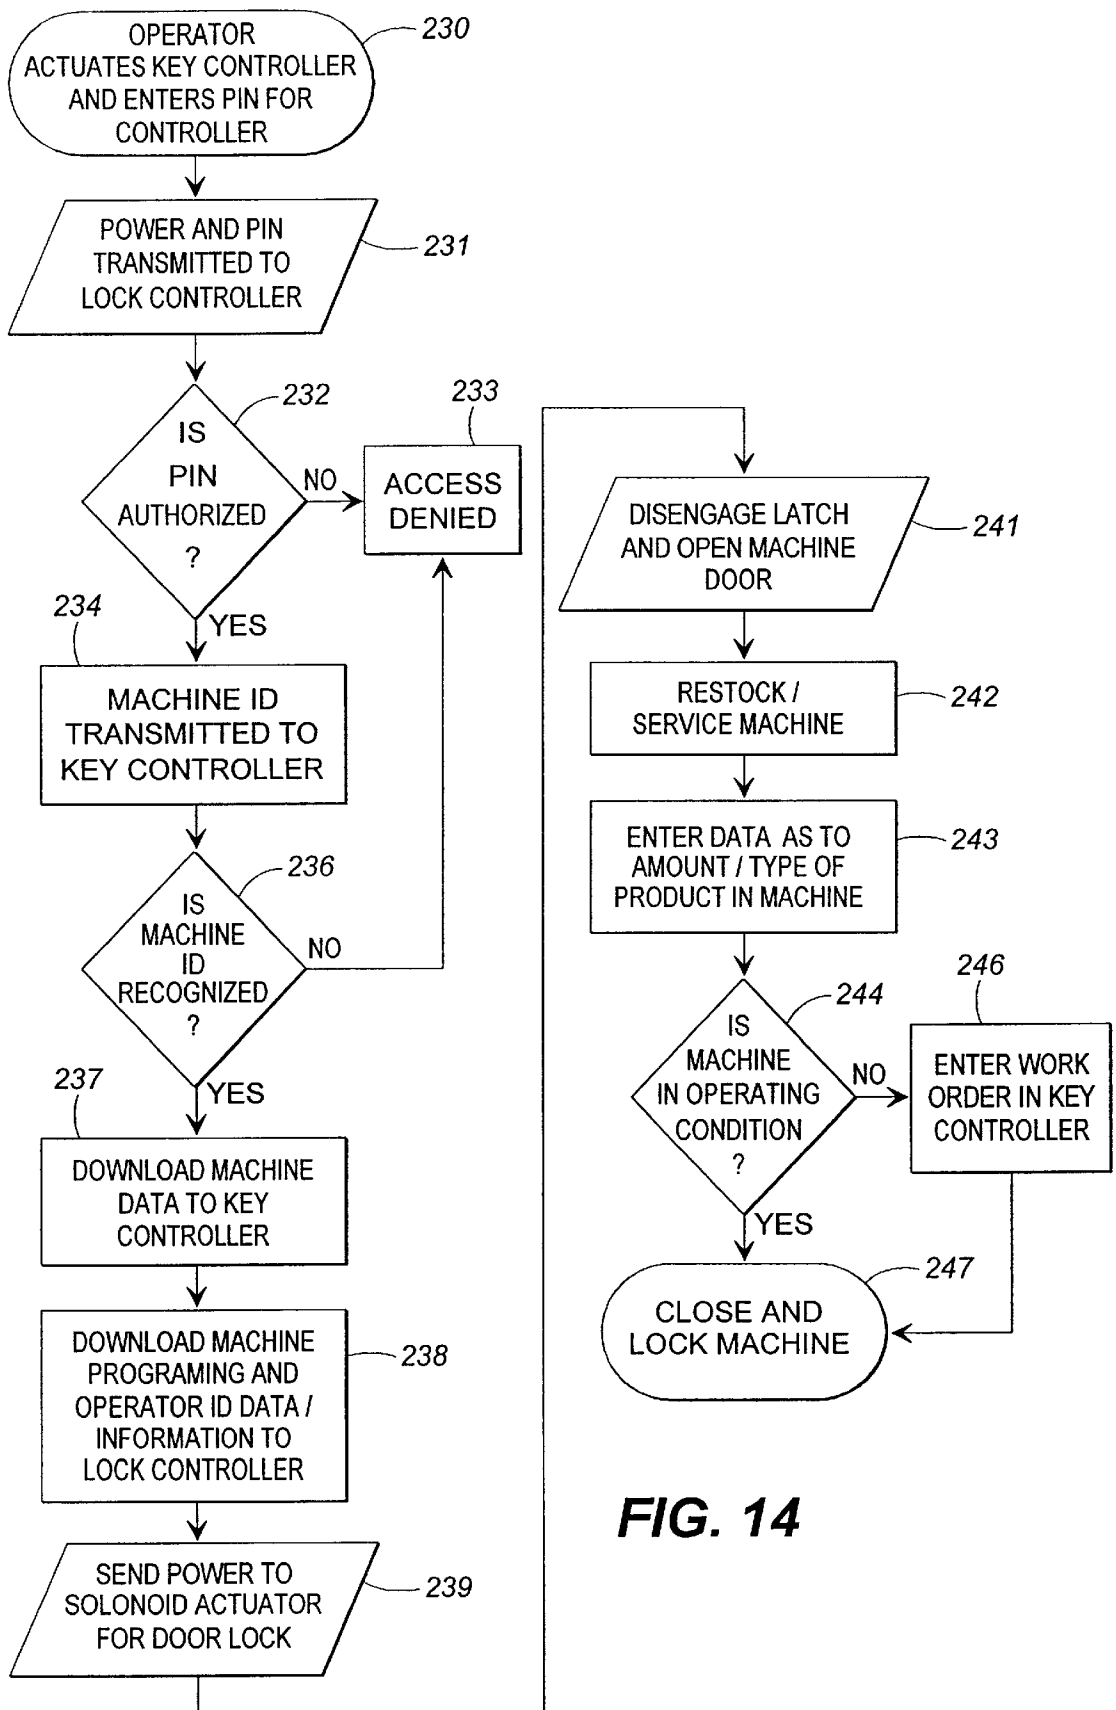 OPERATOR
ACTUATES KEY CONTROLLER
AND ENTERS PIN FOR
CONTROLLER
230
POWER AND PIN
TRANSMITTED TO
LOCK CONTROLLER
231
IS
PIN
AUTHORIZED
?
232
NO
YES
ACCESS
DENIED
233
234
MACHINE ID
TRANSMITTED TO
KEY CONTROLLER
IS
MACHINE
ID
RECOGNIZED
?
236
NO
YES
237
DOWNLOAD MACHINE
DATA TO KEY
CONTROLLER
DOWNLOAD MACHINE
PROGRAMING AND
OPERATOR ID DATA /
INFORMATION TO
LOCK CONTROLLER
238
SEND POWER TO
SOLONOID ACTUATOR
FOR DOOR LOCK
239
DISENGAGE LATCH
AND OPEN MACHINE
DOOR
241
RESTOCK /
SERVICE MACHINE
242
ENTER DATA AS TO
AMOUNT / TYPE OF
PRODUCT IN MACHINE
243
IS
MACHINE
IN OPERATING
CONDITION
?
244
NO
YES
246
ENTER WORK
ORDER IN KEY
CONTROLLER
CLOSE AND
LOCK MACHINE
247
FIG. 14